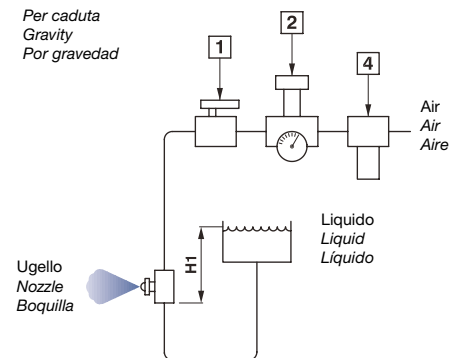 Per caduta
Gravity
Por gravedad
1
2
4
Air
Air
Aire
H1
Liquido
Liquid
Líquido
Ugello
Nozzle
Boquilla